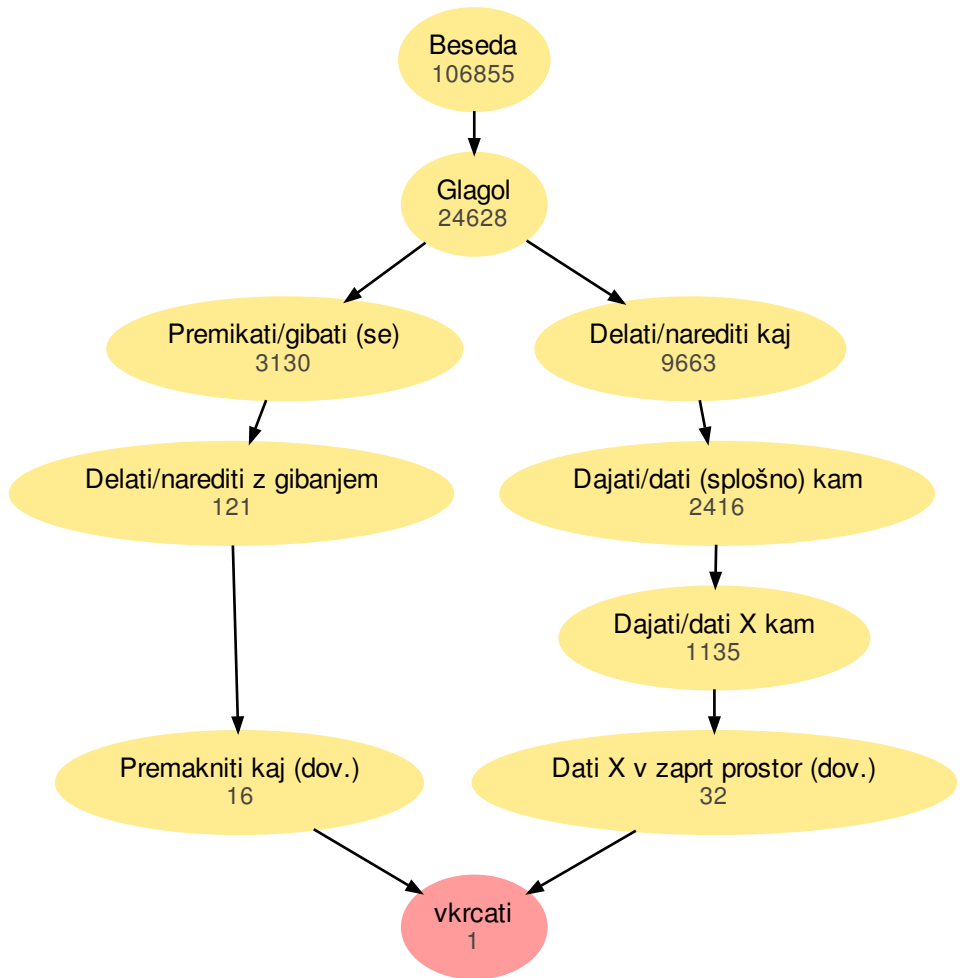 Beseda
106855
Glagol
24628
Premikati/gibati (se)
3130
Delati/narediti kaj
9663
Delati/narediti z gibanjem
121
Dajati/dati (splošno) kam
2416
Dajati/dati X kam
1135
Premakniti kaj (dov.)
16
Dati X v zaprt prostor (dov.)
32
vkrcati
1